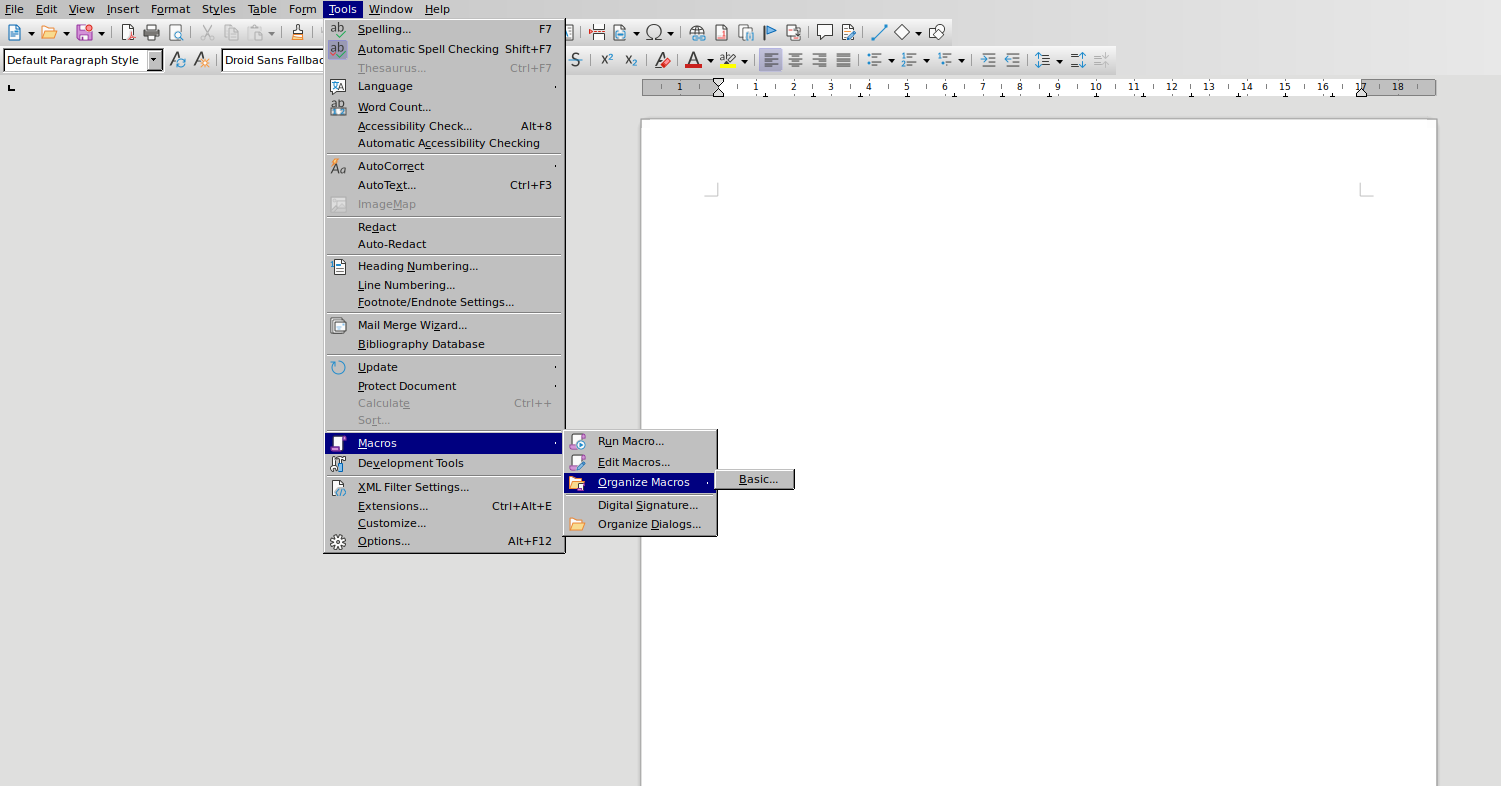 File Edit View Insert Format Styles Table Form Tools Window Help
Default Paragraph Style
Droid Sans Fallbac
Spelling... F7
Automatic Spell Checking Shift+F7
Thesaurus... Ctrl+F7
Language
Word Count...
Accessibility Check... Alt+8
Automatic Accessibility Checking
AutoCorrect
AutoText... Ctrl+F3
ImageMap
Redact
Auto-Redact
Heading Numbering...
Line Numbering...
Footnote/Endnote Settings...
Mail Merge Wizard...
Bibliography Database
Update
Protect Document
Calculate Ctrl++
Sort...
Macros
Development Tools
XML Filter Settings...
Extensions... Ctrl+Alt+E
Customize...
Options... Alt+F12
Run Macro...
Edit Macros...
Organize Macros
Digital Signature...
Organize Dialogs...
Basic...
1 1 2 3 4 5 6 7 8 9 10 11 12 13 14 15 16 17 18